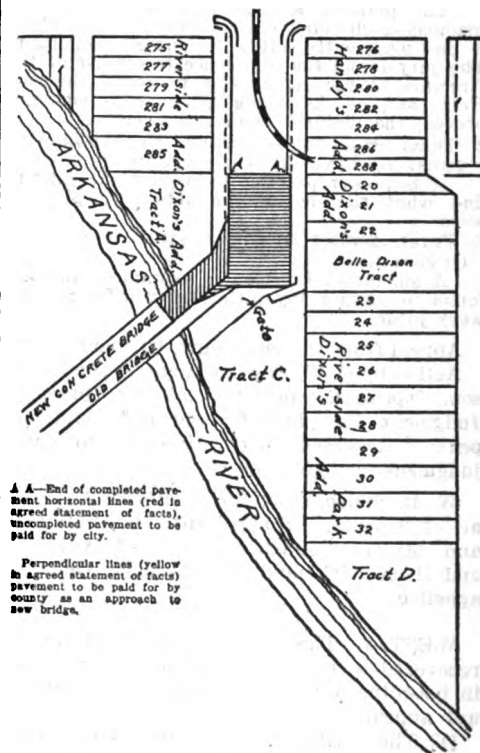 275
277
279
281
283
285
Riverside
Add. Dixon's Add.
Tract A.
276
278
280
282
284
286
288
20
21
22
Handy's
Add. Dixon's
Add.
A A
ARKANSAS
RIVER
Belle Dixon
Tract
23
24
25
26
27
28
29
30
31
32
Riverside
Dixon's
Park
Add.
NEW CONCRETE BRIDGE
OLD BRIDGE
Gate
Tract C.
Tract D.
A A—End of completed pave-
ment horizontal lines (red in
agreed statement of facts),
uncompleted pavement to be
paid for by city.
Perpendicular lines (yellow
in agreed statement of facts)
pavement to be paid for by
county as an approach to
new bridge.